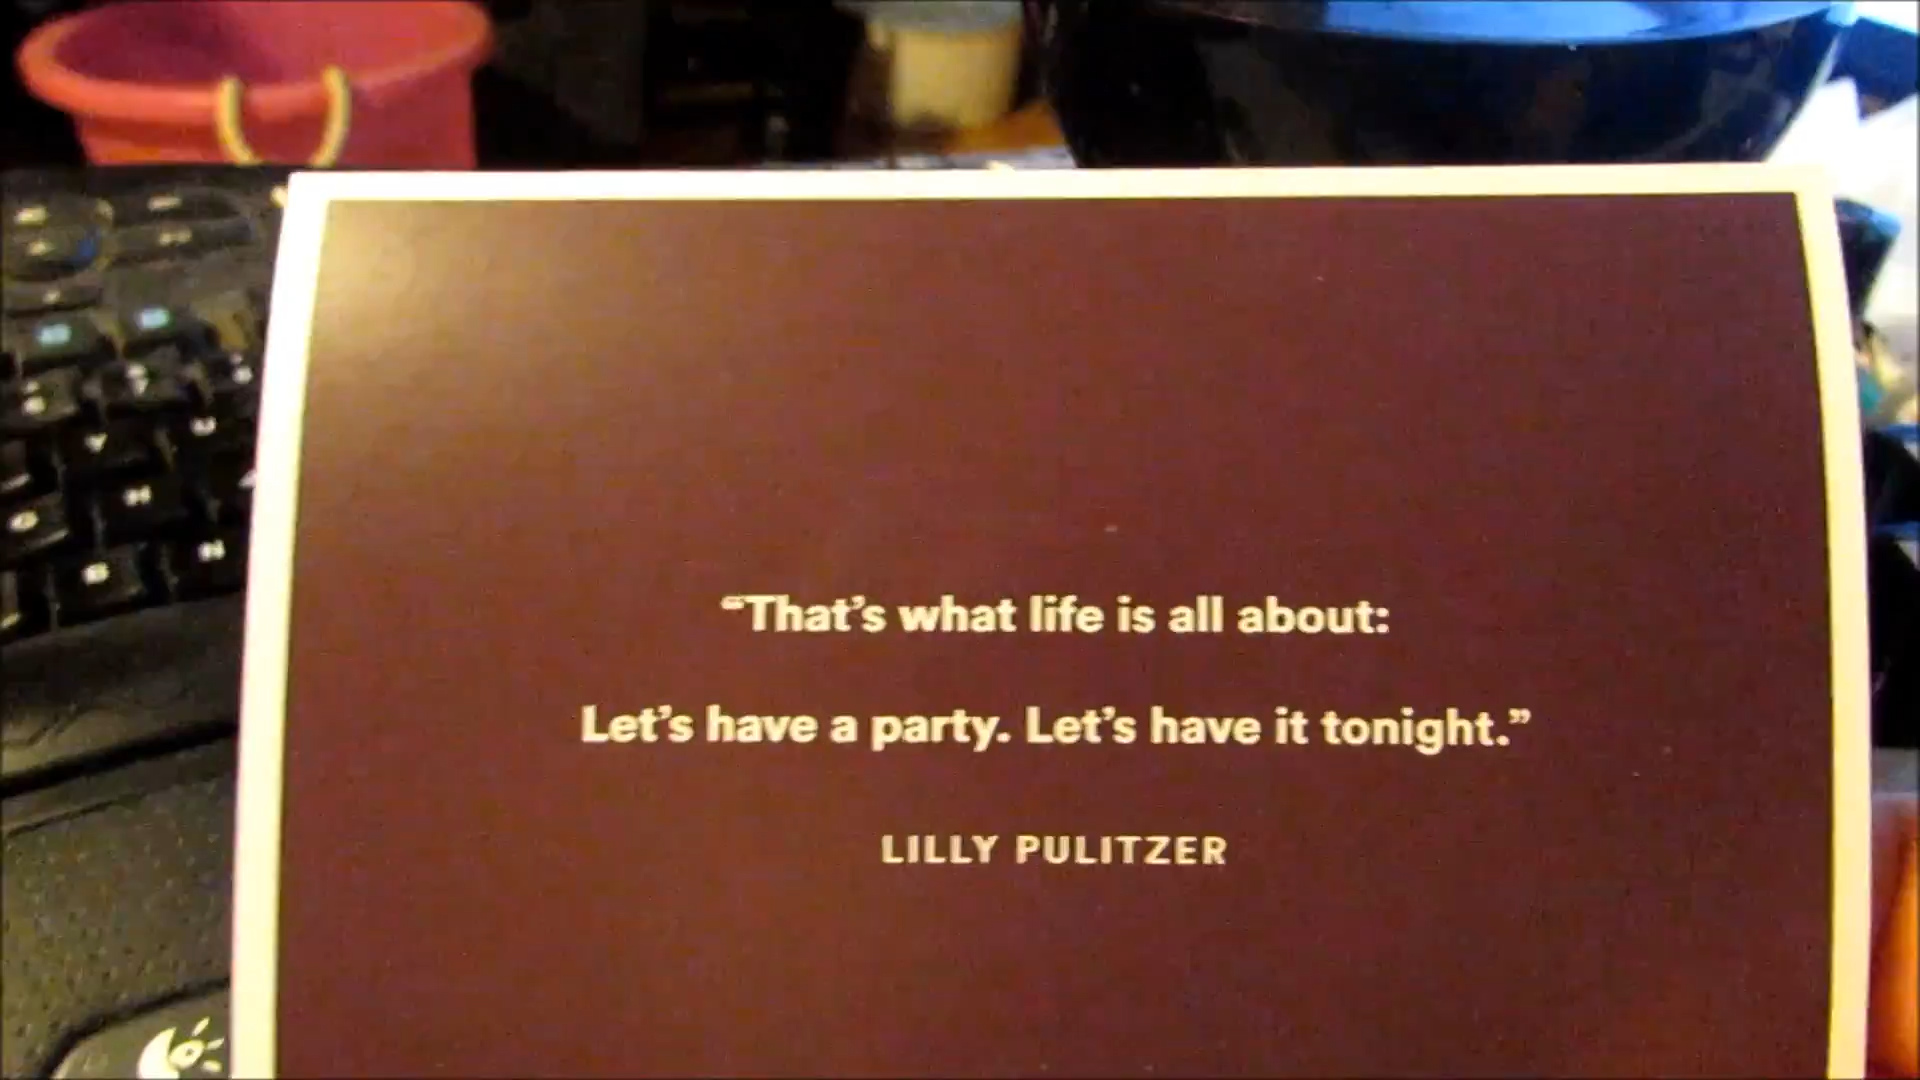 “That’s what life is all about:
Let’s have a party. Let’s have it tonight.”
LILLY PULITZER